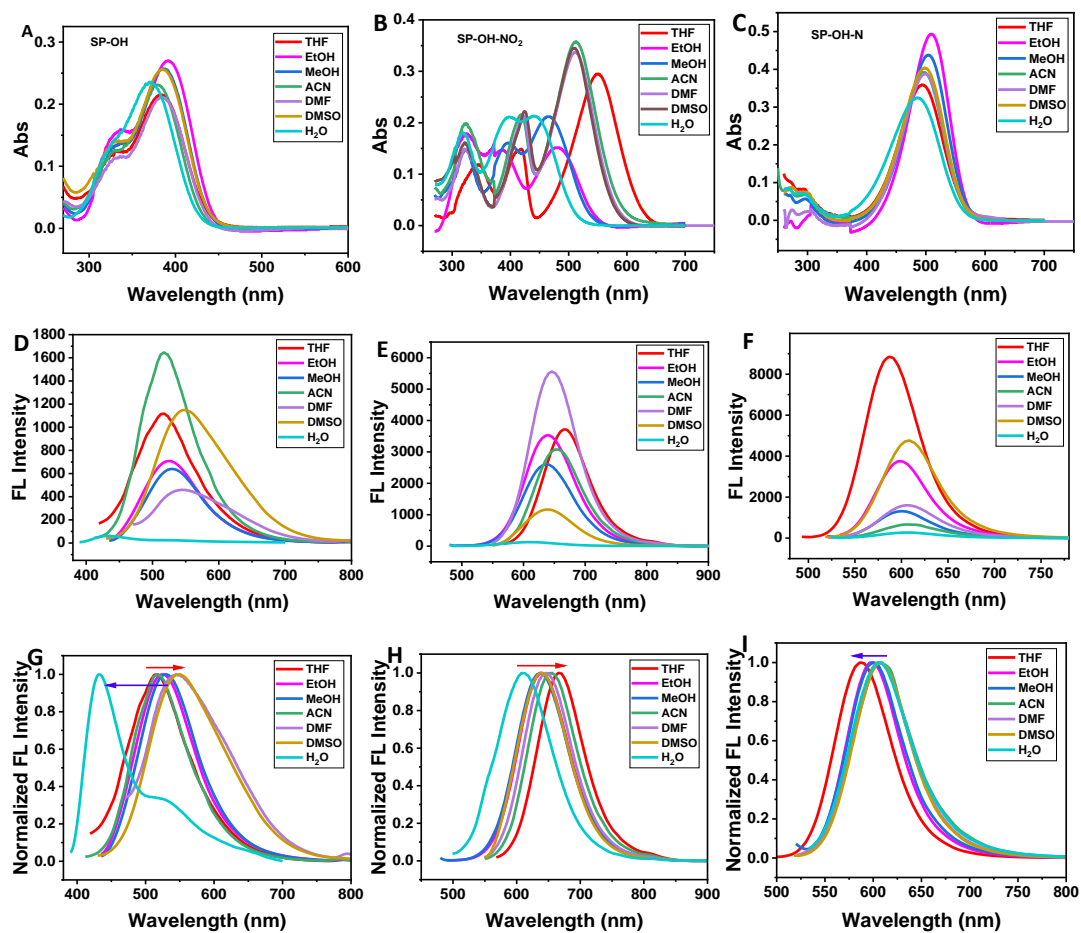 A
SP-OH
0.3
0.2
0.1
0.0
Abs
300
400
500
600
Wavelength (nm)
THF
EtOH
MeOH
ACN
DMF
DMSO
H₂O
B
SP-OH-NO₂
0.5
0.4
0.3
0.2
0.1
0.0
Abs
300
400
500
600
700
Wavelength (nm)
THF
EtOH
MeOH
ACN
DMF
DMSO
H₂O
C
SP-OH-N
0.5
0.4
0.3
0.2
0.1
0.0
Abs
300
400
500
600
700
Wavelength (nm)
THF
EtOH
MeOH
ACN
DMF
DMSO
H₂O
D
1800
1600
1400
1200
1000
800
600
400
200
0
FL Intensity
400
500
600
700
800
Wavelength (nm)
THF
EtOH
MeOH
ACN
DMF
DMSO
H₂O
E
6000
5000
4000
3000
2000
1000
0
FL Intensity
500
600
700
800
900
Wavelength (nm)
THF
EtOH
MeOH
ACN
DMF
DMSO
H₂O
F
8000
6000
4000
2000
0
FL Intensity
500
550
600
650
700
750
Wavelength (nm)
THF
EtOH
MeOH
ACN
DMF
DMSO
H₂O
G
1.0
0.8
0.6
0.4
0.2
0.0
Normalized FL Intensity
400
500
600
700
800
Wavelength (nm)
THF
EtOH
MeOH
ACN
DMF
DMSO
H₂O
H
1.0
0.8
0.6
0.4
0.2
0.0
Normalized FL Intensity
500
600
700
800
900
Wavelength (nm)
THF
EtOH
MeOH
ACN
DMF
DMSO
H₂O
I
1.0
0.8
0.6
0.4
0.2
0.0
Normalized FL Intensity
500
550
600
650
700
750
800
Wavelength (nm)
THF
EtOH
MeOH
ACN
DMF
DMSO
H₂O